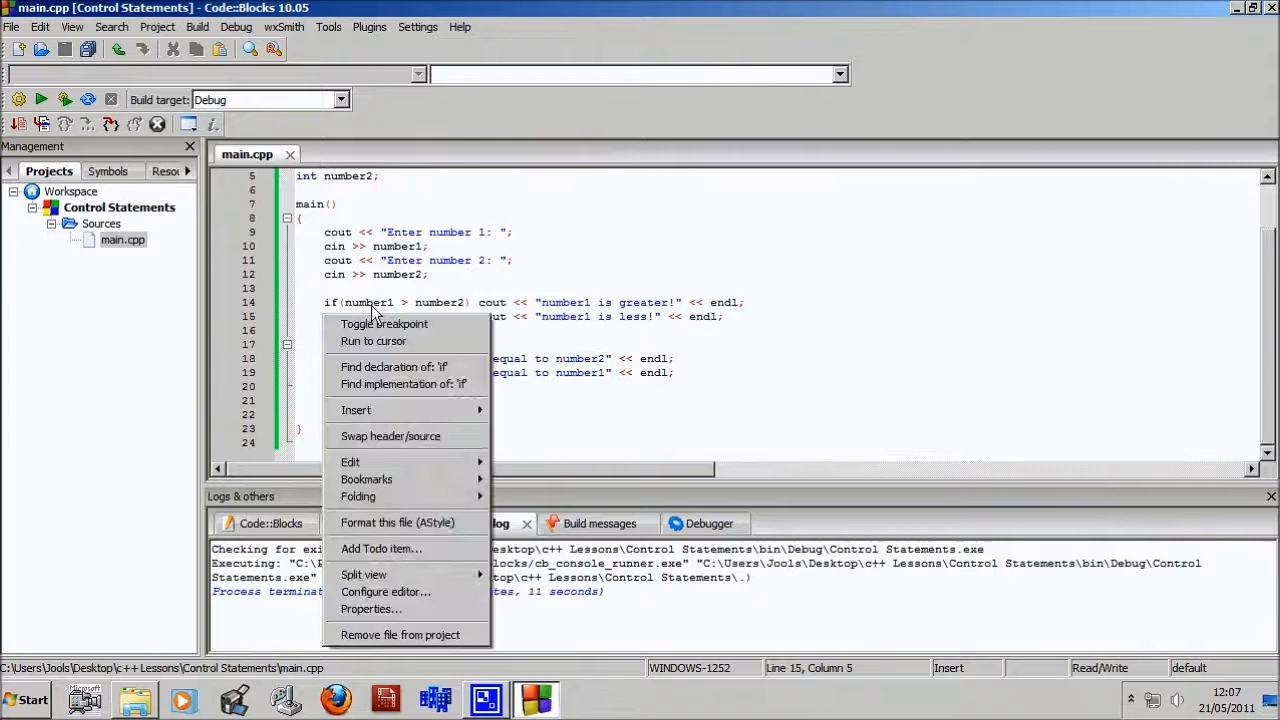 main.cpp [Control Statements] - Code::Blocks 10.05
File Edit View Search Project Build Debug wxSmith Tools Plugins Settings Help
Build target: Debug
Management
main.cpp
Projects Symbols Resou
Workspace
Control Statements
Sources
main.cpp
5 int number2;
6
7 main()
8 {
9 cout << "Enter number 1: ";
10 cin >> number1;
11 cout << "Enter number 2: ";
12 cin >> number2;
13
14 if(number1 > number2) cout << "number1 is greater!" << endl;
15 ut << "number1 is less!" << endl;
16
17
18 equal to number2" << endl;
19 equal to number1" << endl;
20
21
22
23 }
24
Toggle breakpoint
Run to cursor
Find declaration of: 'if'
Find implementation of: 'if'
Insert
Swap header/source
Edit
Bookmarks
Folding
Format this file (AStyle)
Add Todo item...
Split view
Configure editor...
Properties...
Remove file from project
Logs & others
Code::Blocks log Build messages Debugger
Checking for exi esktop\c++ Lessons\Control Statements\bin\Debug\Control Statements.exe
Executing: "C:\P locks/cb_console_runner.exe" "C:\Users\Jools\Desktop\c++ Lessons\Control Statements\bin\Debug\Control
Statements.exe" ktop\c++ Lessons\Control Statements\.)
Process terminat es, 11 seconds)
C:\Users\Jools\Desktop\c++ Lessons\Control Statements\main.cpp WINDOWS-1252 Line 15, Column 5 Insert Read/Write default
Start
12:07
21/05/2011